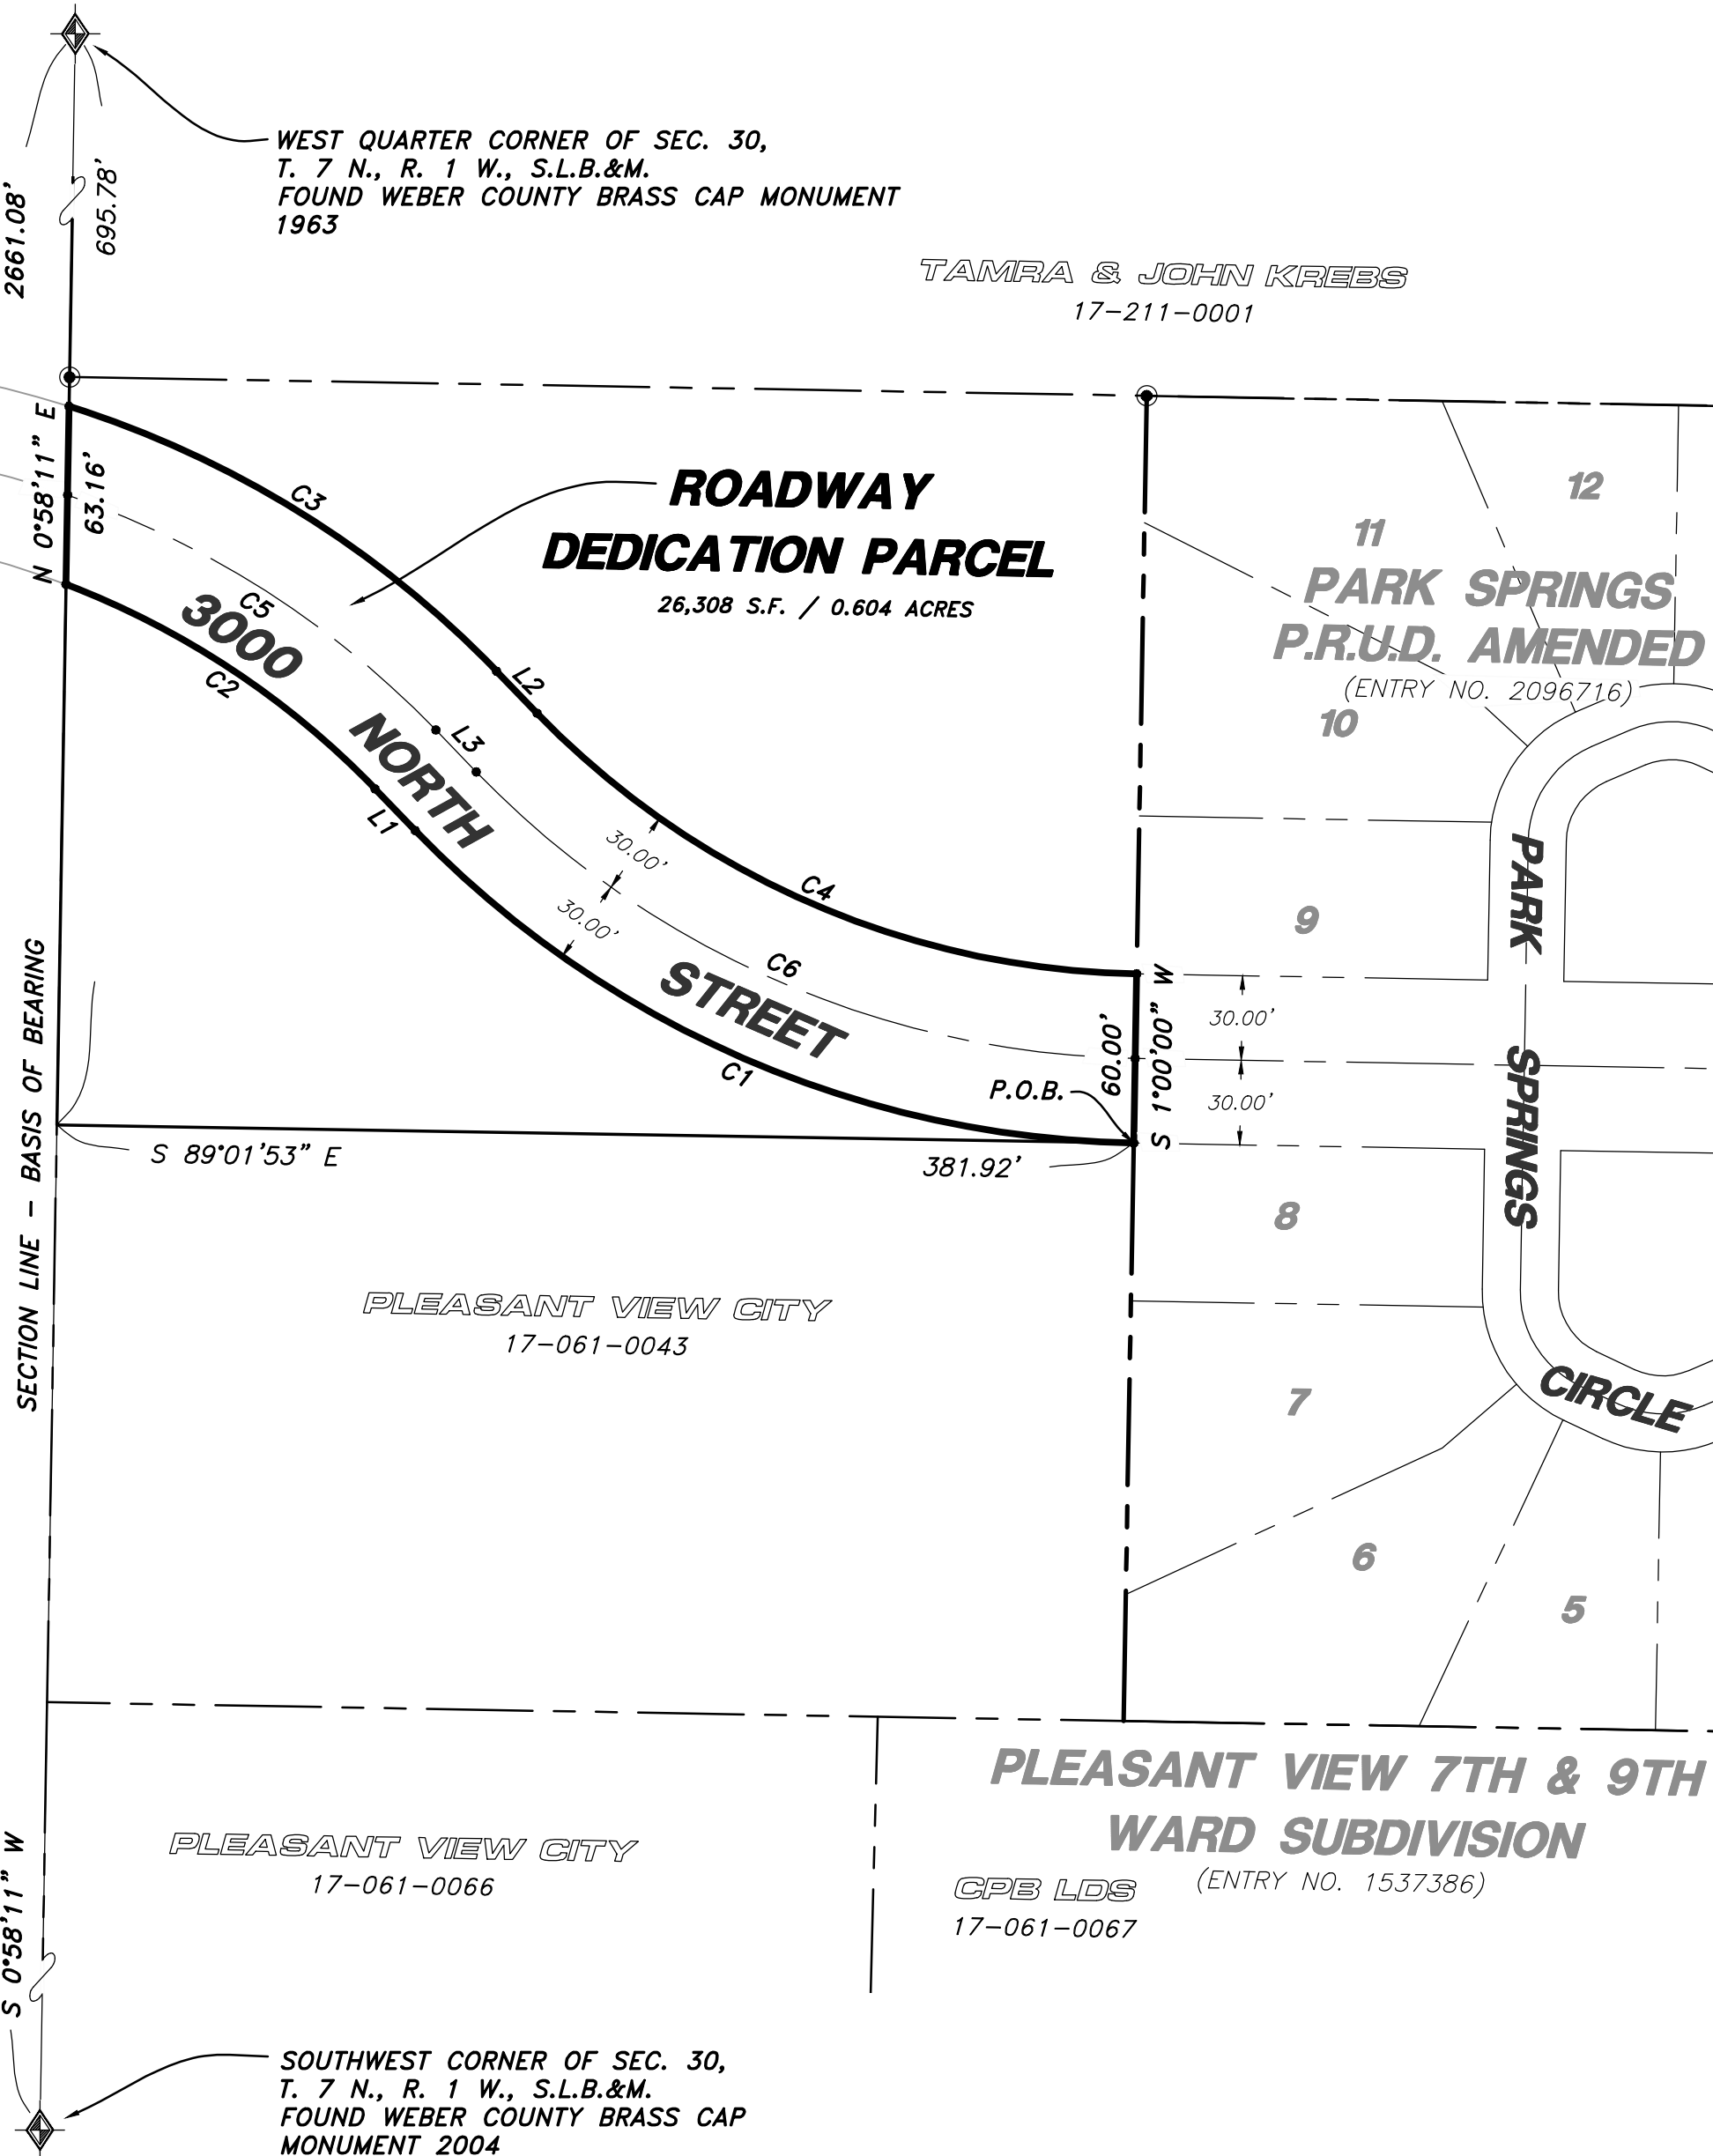 WEST QUARTER CORNER OF SEC. 30,
T. 7 N., R. 1 W., S.L.B.&M.
FOUND WEBER COUNTY BRASS CAP MONUMENT
1963
2661.08'
695.78'
TAMRA & JOHN KREBS
17-211-0001
N 0°58'11" E
63.16'
C3
ROADWAY
DEDICATION PARCEL
26,308 S.F. / 0.604 ACRES
12
11
PARK SPRINGS
P.R.U.D. AMENDED
(ENTRY NO. 2096716)
10
C5
3000
C2
L2
L3
NORTH
L1
30.00'
30.00'
C4
C6
STREET
C1
9
PARK
SPRINGS
CIRCLE
60.00'
S 1°00'00" W
30.00'
30.00'
P.O.B.
SECTION LINE - BASIS OF BEARING
S 89°01'53" E
381.92'
8
PLEASANT VIEW CITY
17-061-0043
7
6
5
PLEASANT VIEW 7TH & 9TH
WARD SUBDIVISION
(ENTRY NO. 1537386)
PLEASANT VIEW CITY
17-061-0066
CPB LDS
17-061-0067
S 0°58'11" W
SOUTHWEST CORNER OF SEC. 30,
T. 7 N., R. 1 W., S.L.B.&M.
FOUND WEBER COUNTY BRASS CAP
MONUMENT 2004